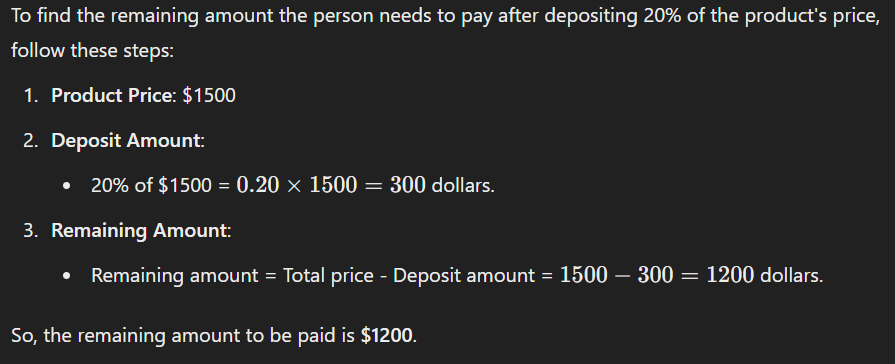 To find the remaining amount the person needs to pay after depositing 20% of the product's price,
follow these steps:
1. Product Price: $1500
2. Deposit Amount:
• 20% of $1500 = 0.20 × 1500 = 300 dollars.
3. Remaining Amount:
• Remaining amount = Total price - Deposit amount = 1500 − 300 = 1200 dollars.
So, the remaining amount to be paid is $1200.